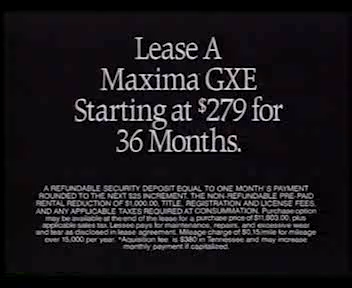 Lease A
Maxima GXE
Starting at $279 for
36 Months.
A REFUNDABLE SECURITY DEPOSIT EQUAL TO ONE MONTH'S PAYMENT
ROUNDED TO THE NEXT $25 INCREMENT, THE NON-REFUNDABLE PRE-PAID
RENTAL REDUCTION OF $1,000.00, TITLE, REGISTRATION AND LICENSE FEES,
AND ANY APPLICABLE TAXES REQUIRED AT CONSUMMATION. Purchase option
may be available at the end of the lease for a purchase price of $11,803.00, plus
applicable sales tax. Lessee pays for maintenance, repairs, and excessive wear
and tear as disclosed in lease agreement. Mileage charge of $0.15/mile for mileage
over 15,000 per year. *Aquisition fee is $380 in Tennessee and may increase
monthly payment if capitalized.